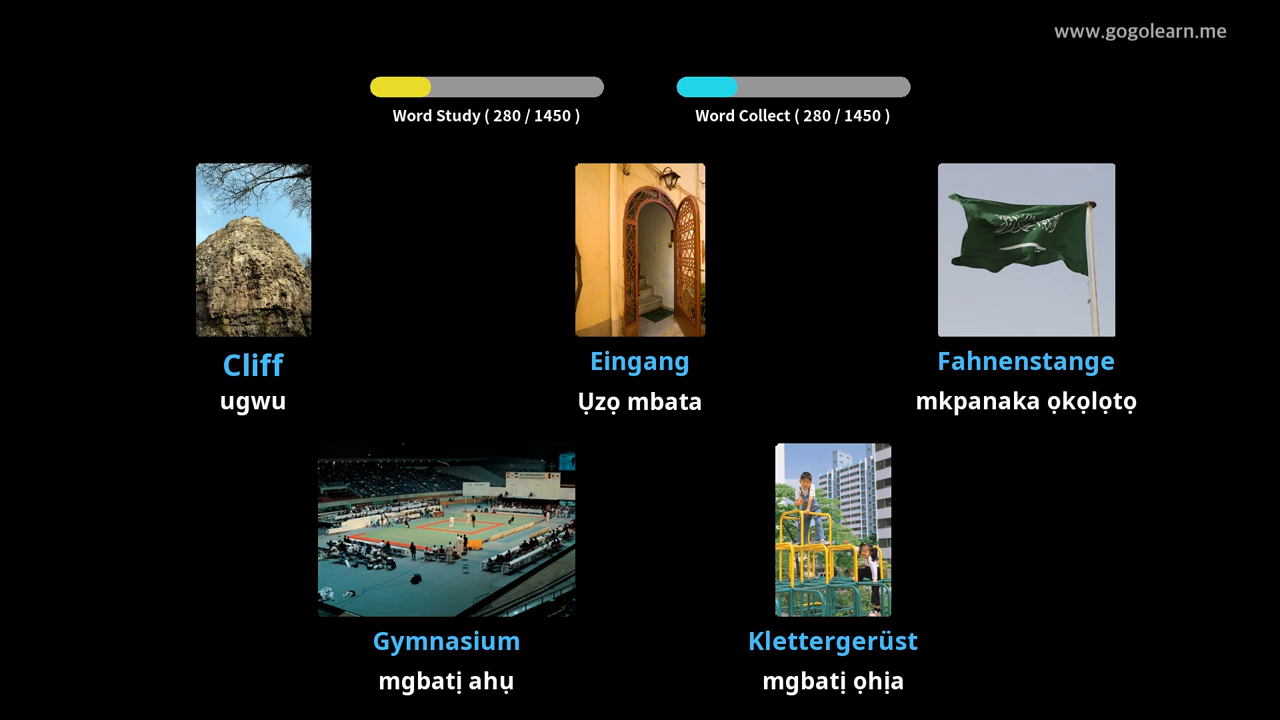 www.gogolearn.me
Word Study ( 280 / 1450 )
Word Collect ( 280 / 1450 )
Cliff
ugwu
Eingang
Ụzọ mbata
Fahnenstange
mkpanaka ọkọlọtọ
Gymnasium
mgbatị ahụ
Klettergerüst
mgbatị ọhịa